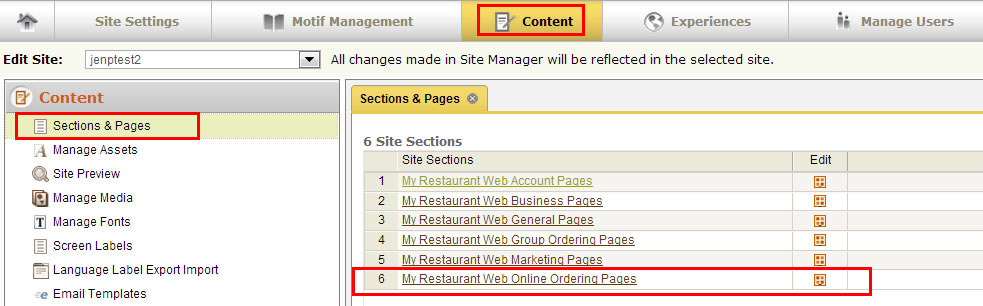 Site Settings Motif Management Content Experiences Manage Users
Edit Site: jenptest2 All changes made in Site Manager will be reflected in the selected site.
Content
Sections & Pages
Manage Assets
Site Preview
Manage Media
Manage Fonts
Screen Labels
Language Label Export Import
Email Templates
Sections & Pages
6 Site Sections
Site Sections Edit
1 My Restaurant Web Account Pages
2 My Restaurant Web Business Pages
3 My Restaurant Web General Pages
4 My Restaurant Web Group Ordering Pages
5 My Restaurant Web Marketing Pages
6 My Restaurant Web Online Ordering Pages